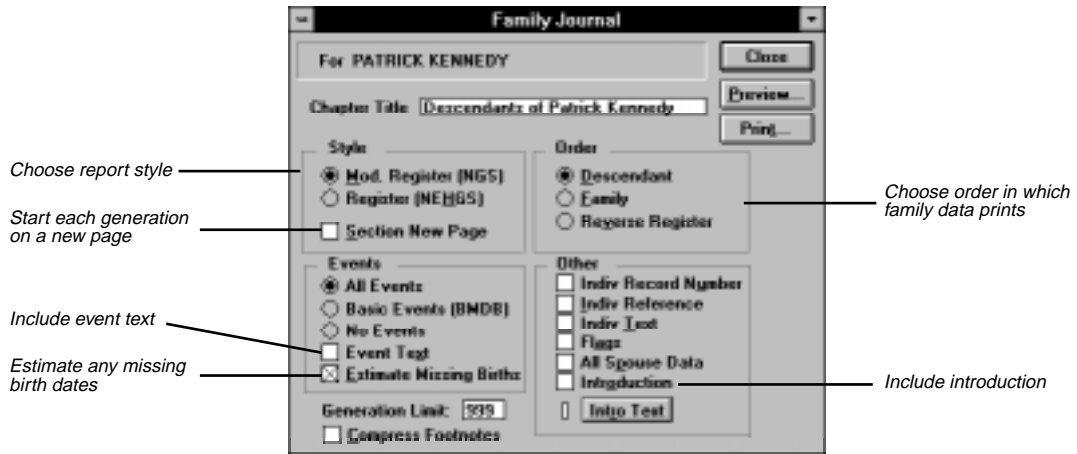 Family Journal
For PATRICK KENNEDY
Close
Chapter Title Descendants of Patrick Kennedy
Preview...
Print...
Choose report style
Start each generation
on a new page
Include event text
Estimate any missing
birth dates
Style
Mod. Register (NGS)
Register (NEHGS)
Section New Page
Order
Descendant
Family
Reverse Register
Choose order in which
family data prints
Events
All Events
Basic Events (BMDB)
No Events
Event Text
Estimate Missing Births
Generation Limit: 999
Compress Footnotes
Other
Indiv Record Number
Indiv Reference
Indiv Text
Flags
All Spouse Data
Introduction
Intro Text
Include introduction